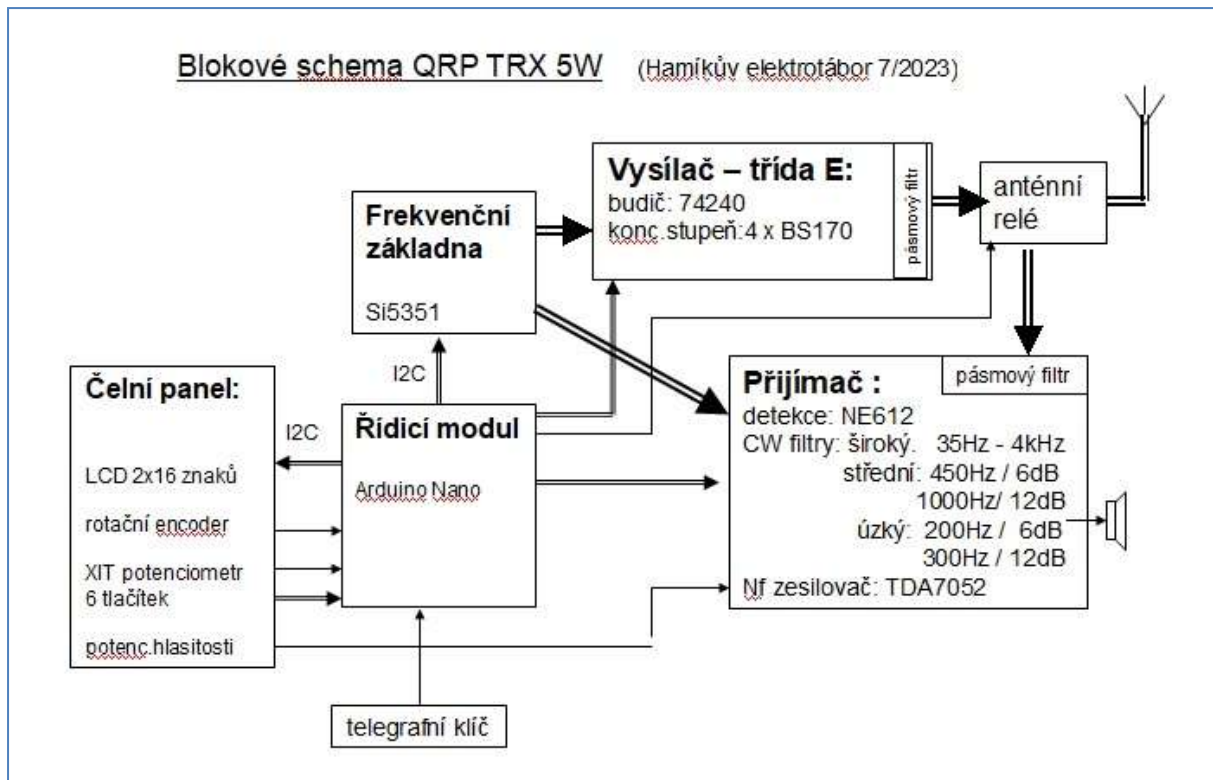 Blokové schema QRP TRX 5W (Hamíkův elektrotábor 7/2023)
Vysílač – třída E:
budič: 74240
konc.stupeň:4 x BS170
pásmový filtr
anténní
relé
Frekvenční
základna
Si5351
I2C
Čelní panel:
I2C
LCD 2x16 znaků
rotační encoder
XIT potenciometr
6 tlačítek
potenc.hlasitosti
Řídicí modul
Arduino Nano
pásmový filtr
Přijímač :
detekce: NE612
CW filtry: široký. 35Hz - 4kHz
střední: 450Hz / 6dB
1000Hz/ 12dB
úzký: 200Hz / 6dB
300Hz / 12dB
Nf zesilovač: TDA7052
telegrafní klíč